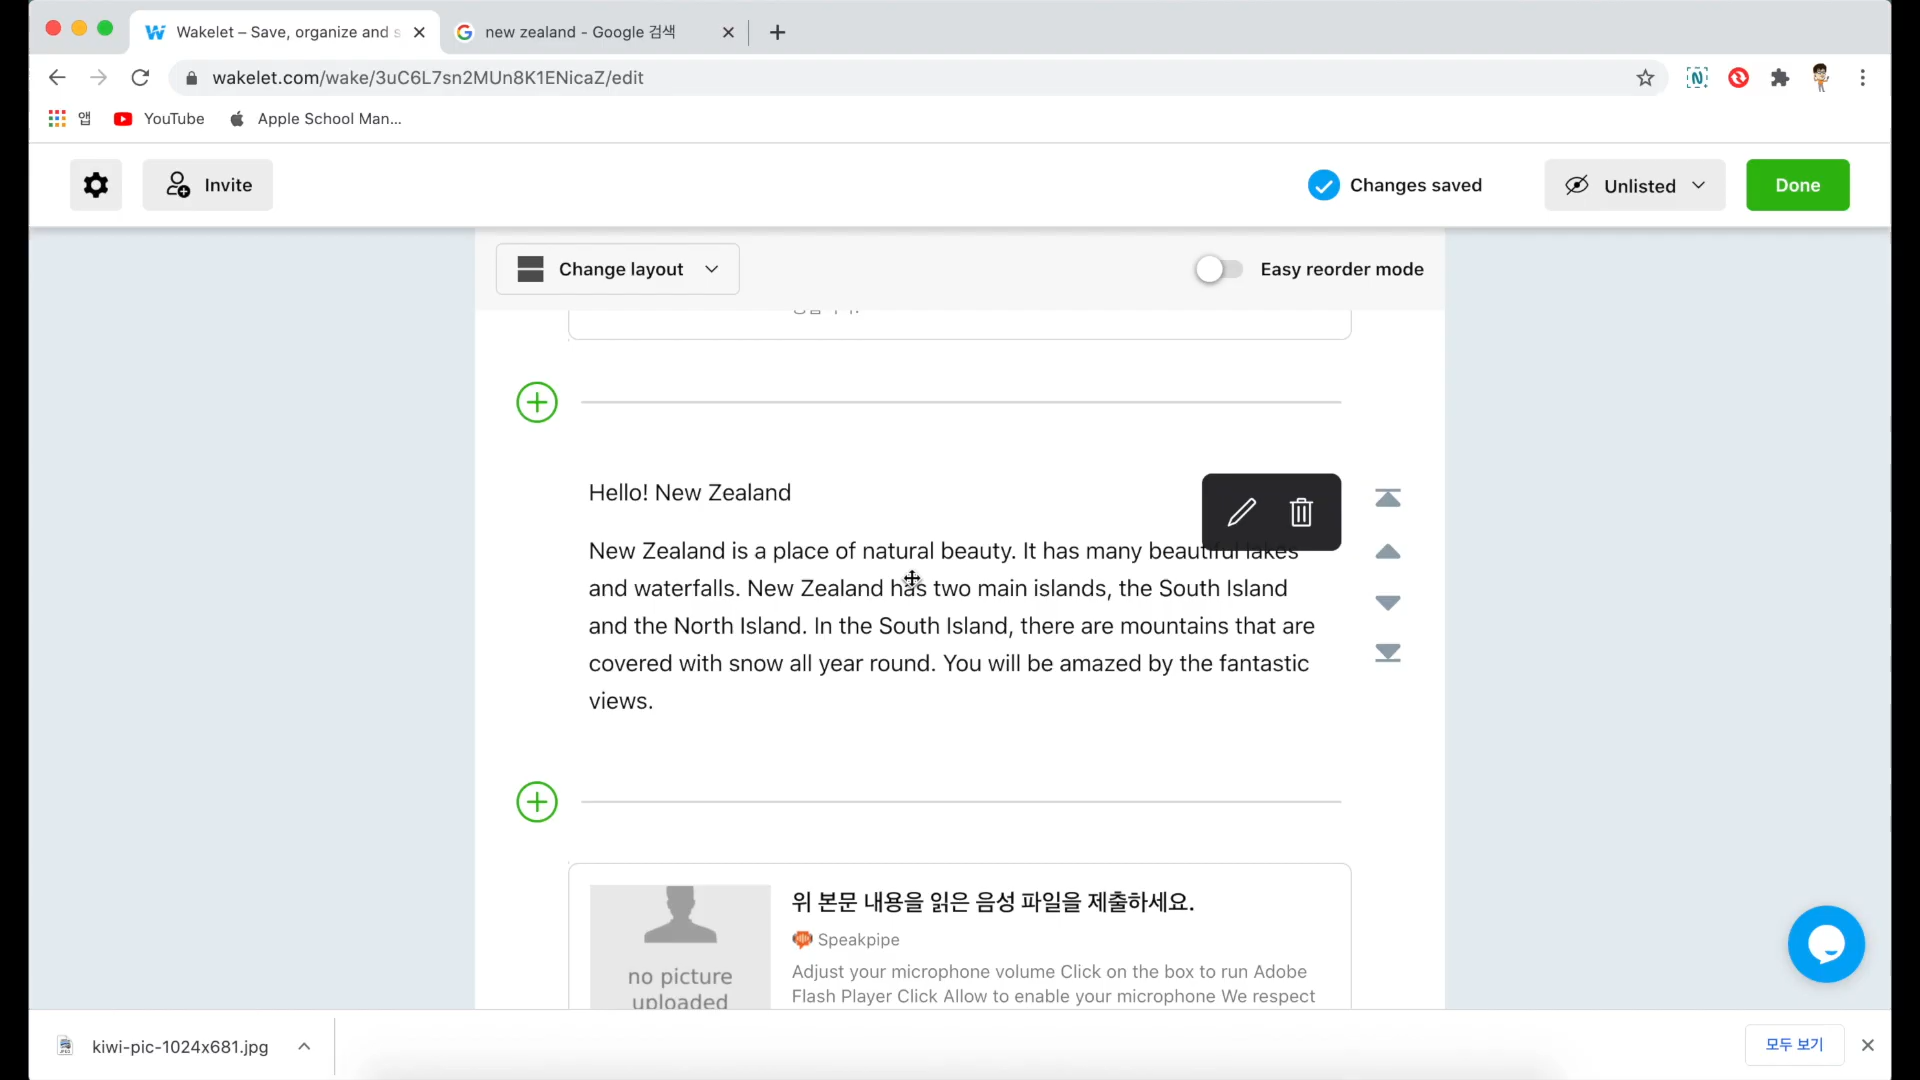 Wakelet – Save, organize and s
new zealand - Google 검색
wakelet.com/wake/3uC6L7sn2MUn8K1ENicaZ/edit
앱
YouTube
Apple School Man...
Invite
Changes saved
Unlisted
Done
Change layout
Easy reorder mode
Hello! New Zealand
New Zealand is a place of natural beauty. It has many beautiful lakes
and waterfalls. New Zealand has two main islands, the South Island
and the North Island. In the South Island, there are mountains that are
covered with snow all year round. You will be amazed by the fantastic
views.
위 본문 내용을 읽은 음성 파일을 제출하세요.
Speakpipe
no picture
uploaded
Adjust your microphone volume Click on the box to run Adobe
Flash Player Click Allow to enable your microphone We respect
kiwi-pic-1024x681.jpg
모두 보기